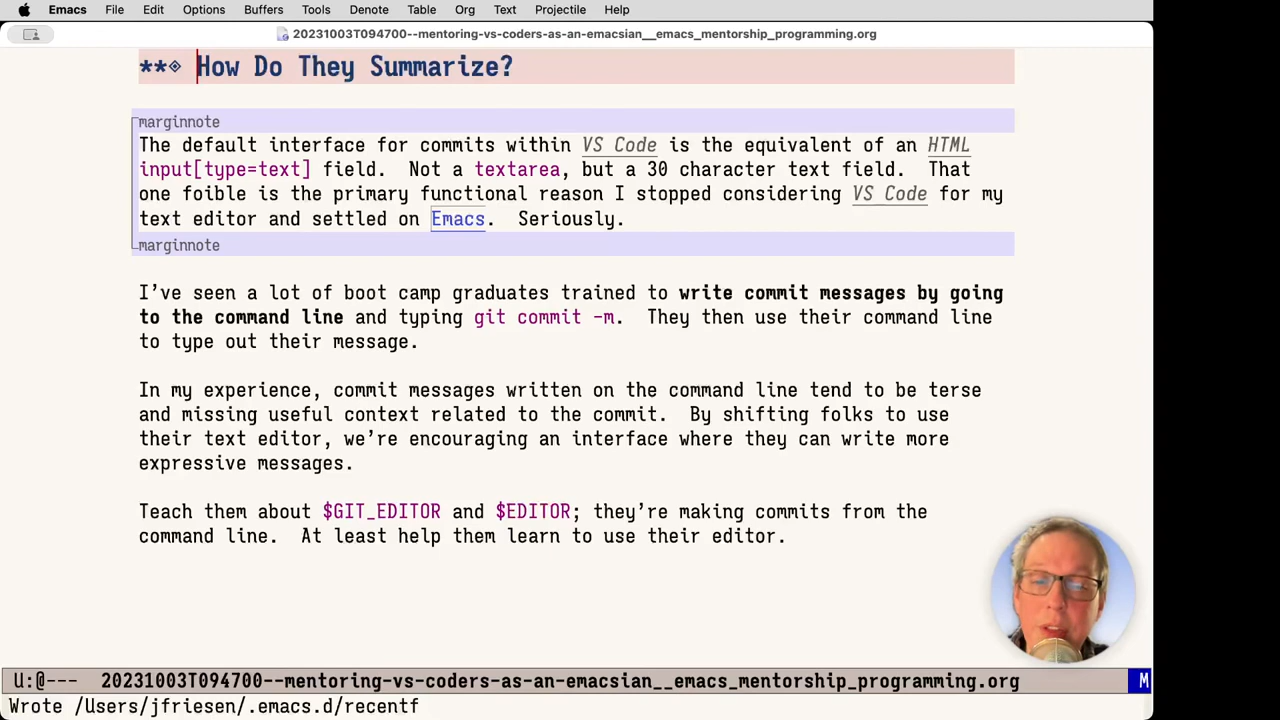 Emacs File Edit Options Buffers Tools Denote Table Org Text Projectile Help
20231003T094700--mentoring-vs-coders-as-an-emacsian__emacs_mentorship_programming.org
**◈ How Do They Summarize?
marginnote
The default interface for commits within VS Code is the equivalent of an HTML
input[type=text] field. Not a textarea, but a 30 character text field. That
one foible is the primary functional reason I stopped considering VS Code for my
text editor and settled on Emacs. Seriously.
marginnote
I've seen a lot of boot camp graduates trained to write commit messages by going
to the command line and typing git commit -m. They then use their command line
to type out their message.
In my experience, commit messages written on the command line tend to be terse
and missing useful context related to the commit. By shifting folks to use
their text editor, we're encouraging an interface where they can write more
expressive messages.
Teach them about $GIT_EDITOR and $EDITOR; they're making commits from the
command line. At least help them learn to use their editor.
U:@--- 20231003T094700--mentoring-vs-coders-as-an-emacsian__emacs_mentorship_programming.org M
Wrote /Users/jfriesen/.emacs.d/recentf